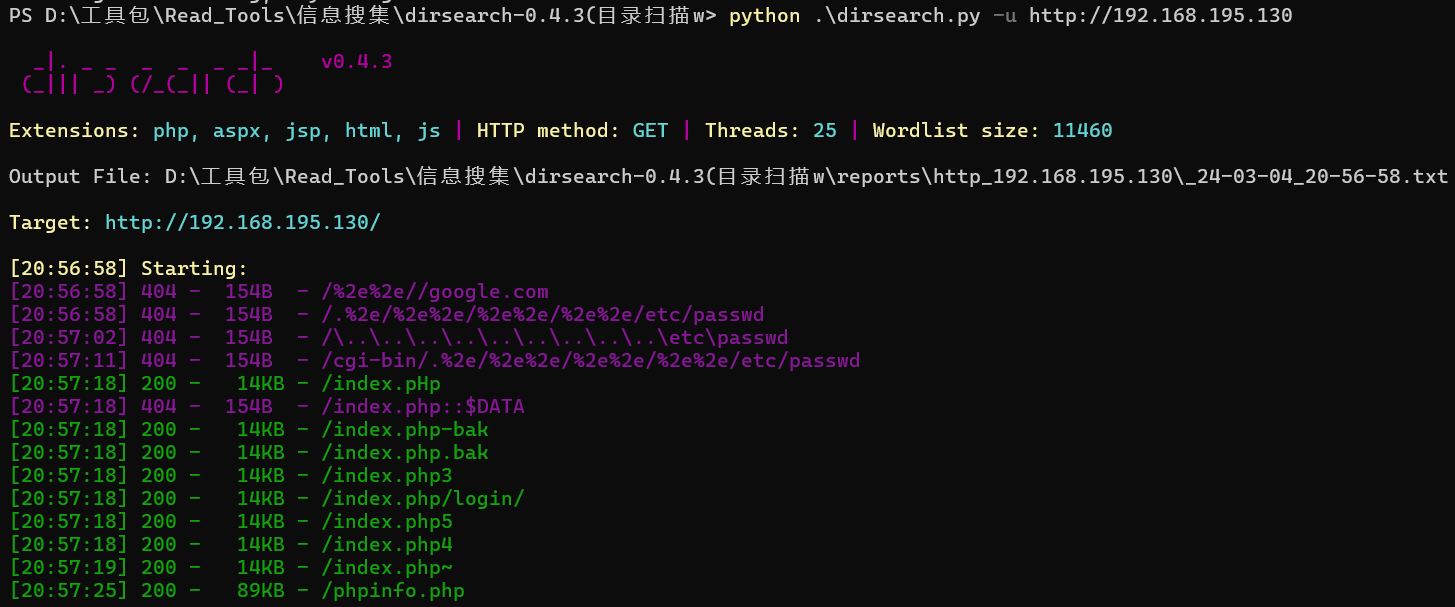 PS D:\工具包\Read_Tools\信息搜集\dirsearch-0.4.3(目录扫描w> python .\dirsearch.py -u http://192.168.195.130
  _|. _ _  _  _  _ _|_    v0.4.3
 (_||| _) (/_(_|| (_| )
Extensions: php, aspx, jsp, html, js | HTTP method: GET | Threads: 25 | Wordlist size: 11460
Output File: D:\工具包\Read_Tools\信息搜集\dirsearch-0.4.3(目录扫描w\reports\http_192.168.195.130\_24-03-04_20-56-58.txt
Target: http://192.168.195.130/
[20:56:58] Starting:
[20:56:58] 404 -  154B  - /%2e%2e//google.com
[20:56:58] 404 -  154B  - /.%2e/%2e%2e/%2e%2e/%2e%2e/etc/passwd
[20:57:02] 404 -  154B  - /\..\..\..\..\..\..\..\..\..\etc\passwd
[20:57:11] 404 -  154B  - /cgi-bin/.%2e/%2e%2e/%2e%2e/%2e%2e/etc/passwd
[20:57:18] 200 -   14KB - /index.pHp
[20:57:18] 404 -  154B  - /index.php::$DATA
[20:57:18] 200 -   14KB - /index.php-bak
[20:57:18] 200 -   14KB - /index.php.bak
[20:57:18] 200 -   14KB - /index.php3
[20:57:18] 200 -   14KB - /index.php/login/
[20:57:18] 200 -   14KB - /index.php5
[20:57:18] 200 -   14KB - /index.php4
[20:57:19] 200 -   14KB - /index.php~
[20:57:25] 200 -   89KB - /phpinfo.php